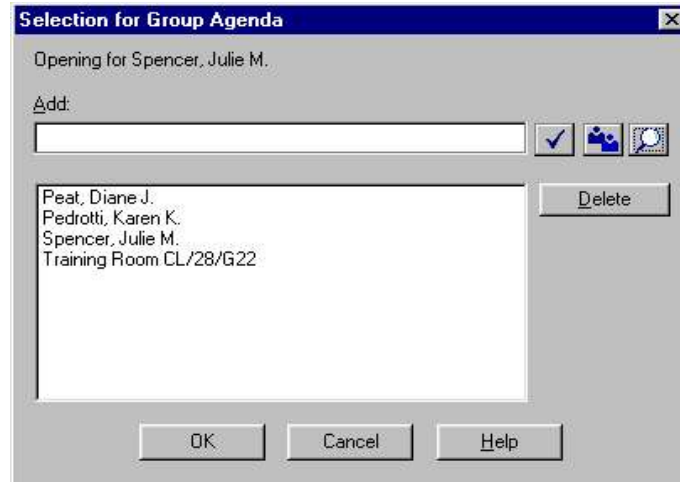 Selection for Group Agenda
Opening for Spencer, Julie M.
Add:
Peat, Diane J.
Pedrotti, Karen K.
Spencer, Julie M.
Training Room CL/28/G22
Delete
OK
Cancel
Help